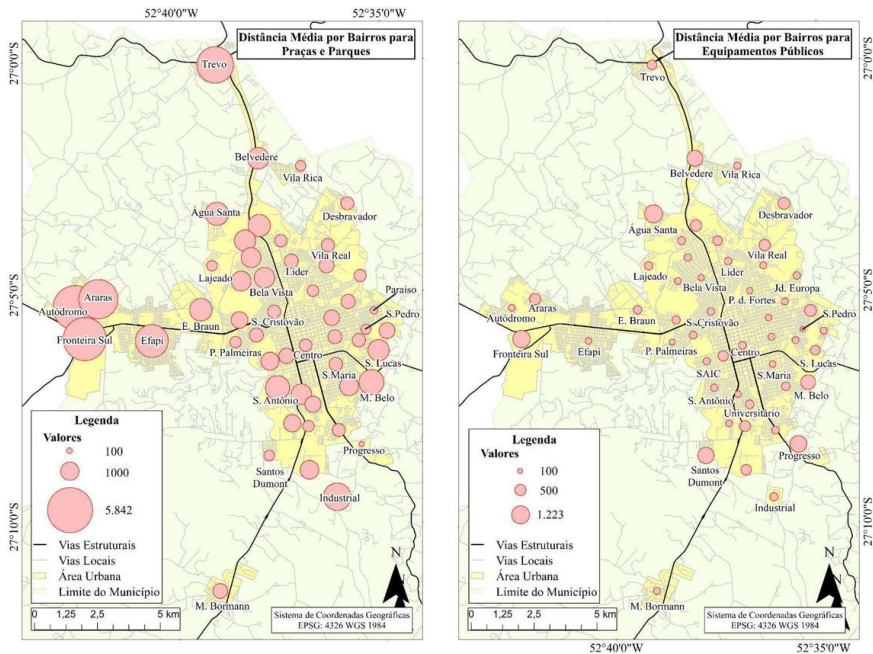 52°40'0"W
52°35'0"W
Distância Média por Bairros para
Praças e Parques
27°0'0"S
Trevo
Belvedere
Vila Rica
Água Santa
Desbravador
Vila Real
Lajeado
Líder
Bela Vista
Paraíso
Araras
Autódromo
S.Pedro
E. Braun
S. Cristóvão
Fronteira Sul
Efapi
P. Palmeiras
Centro
S. Lucas
S.Maria
M. Belo
S. Antônio
Progresso
Santos
Dumont
Industrial
M. Bormann
27°5'0"S
27°10'0"S
Legenda
Valores
100
1000
5.842
Vias Estruturais
Vias Locais
Área Urbana
Limite do Município
0 1,25 2,5 5 km
N
Sistema de Coordenadas Geográficas
EPSG: 4326 WGS 1984
Distância Média por Bairros para
Equipamentos Públicos
27°0'0"S
Trevo
Belvedere
Vila Rica
Água Santa
Desbravador
Vila Real
Lajeado
Líder
Jd. Europa
Bela Vista
P. d. Fortes
Araras
Autódromo
E. Braun
S.Pedro
S. Cristóvão
Fronteira Sul
Efapi
P. Palmeiras
Centro
S. Lucas
SAIC
S.Maria
M. Belo
S. Antônio
Universitário
Progresso
Santos
Dumont
Industrial
M. Bormann
27°5'0"S
27°10'0"S
Legenda
Valores
100
500
1.223
Vias Estruturais
Vias Locais
Área Urbana
Limite do Município
0 1,25 2,5 5 km
N
Sistema de Coordenadas Geográficas
EPSG: 4326 WGS 1984
52°40'0"W
52°35'0"W